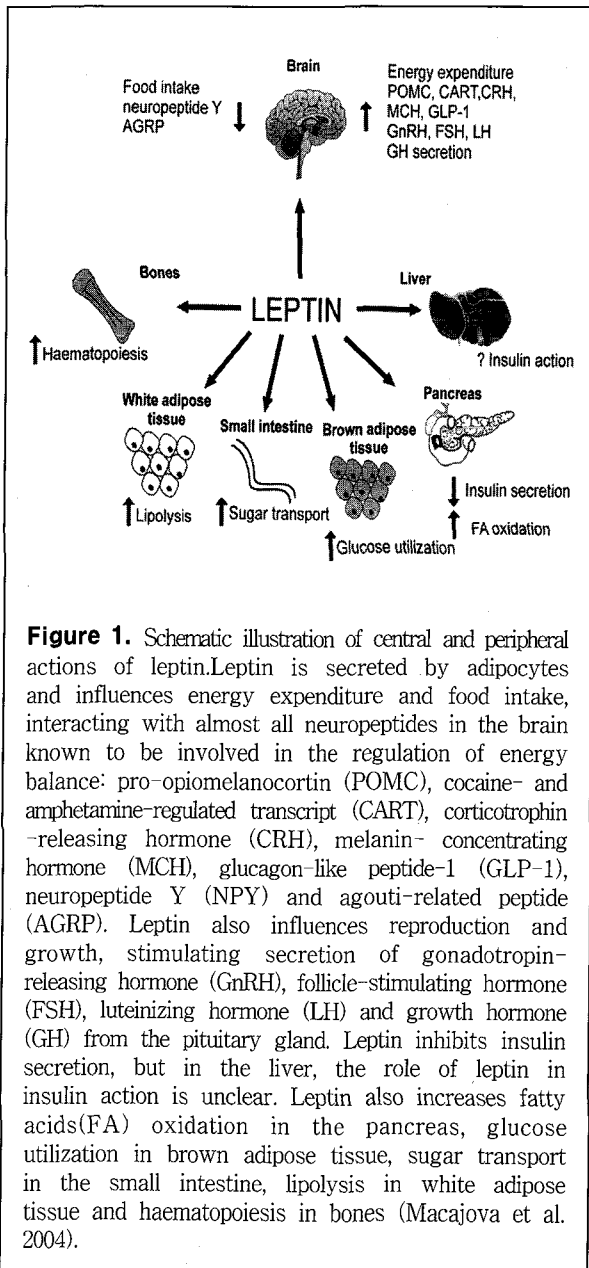 Brain
Food intake
neuropeptide Y
AGRP
Energy expenditure
POMC, CART,CRH,
MCH, GLP-1
GnRH, FSH, LH
GH secretion
Bones
Haematopoiesis
LEPTIN
Liver
? Insulin action
White adipose
tissue
Lipolysis
Small intestine
Sugar transport
Brown adipose
tissue
Glucose utilization
Pancreas
Insulin secretion
FA oxidation
Figure 1. Schematic illustration of central and peripheral
actions of leptin.Leptin is secreted by adipocytes
and influences energy expenditure and food intake,
interacting with almost all neuropeptides in the brain
known to be involved in the regulation of energy
balance: pro-opiomelanocortin (POMC), cocaine- and
amphetamine-regulated transcript (CART), corticotrophin
-releasing hormone (CRH), melanin- concentrating
hormone (MCH), glucagon-like peptide-1 (GLP-1),
neuropeptide Y (NPY) and agouti-related peptide
(AGRP). Leptin also influences reproduction and
growth, stimulating secretion of gonadotropin-
releasing hormone (GnRH), follicle-stimulating hormone
(FSH), luteinizing hormone (LH) and growth hormone
(GH) from the pituitary gland. Leptin inhibits insulin
secretion, but in the liver, the role of leptin in
insulin action is unclear. Leptin also increases fatty
acids(FA) oxidation in the pancreas, glucose
utilization in brown adipose tissue, sugar transport
in the small intestine, lipolysis in white adipose
tissue and haematopoiesis in bones (Macajova et al.
2004).